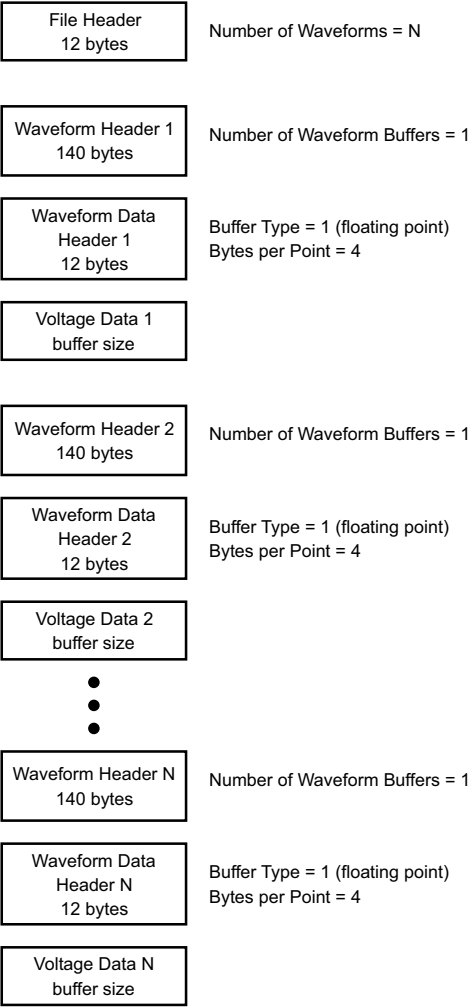 File Header
12 bytes
Number of Waveforms = N
Waveform Header 1
140 bytes
Number of Waveform Buffers = 1
Waveform Data
Header 1
12 bytes
Buffer Type = 1 (floating point)
Bytes per Point = 4
Voltage Data 1
buffer size
Waveform Header 2
140 bytes
Number of Waveform Buffers = 1
Waveform Data
Header 2
12 bytes
Buffer Type = 1 (floating point)
Bytes per Point = 4
Voltage Data 2
buffer size
Waveform Header N
140 bytes
Number of Waveform Buffers = 1
Waveform Data
Header N
12 bytes
Buffer Type = 1 (floating point)
Bytes per Point = 4
Voltage Data N
buffer size